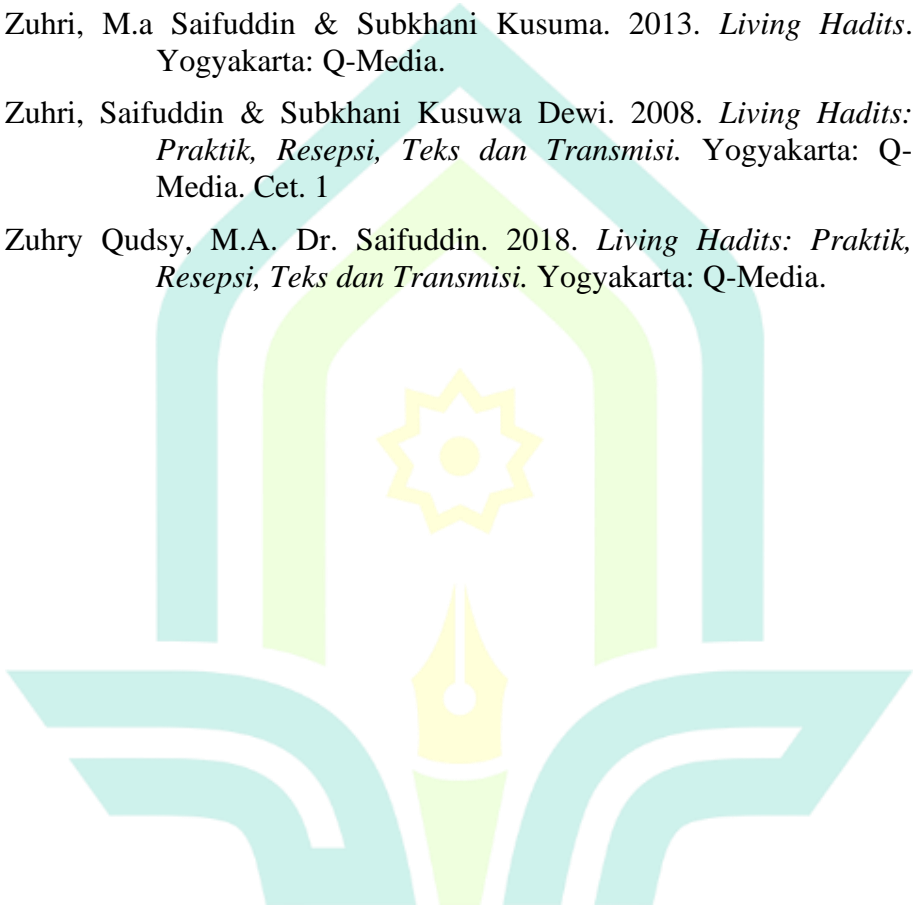 Zuhri, M.a Saifuddin & Subkhani Kusuma. 2013. Living Hadits.
Yogyakarta: Q-Media.
Zuhri, Saifuddin & Subkhani Kusuwa Dewi. 2008. Living Hadits:
Praktik, Resepsi, Teks dan Transmisi. Yogyakarta: Q-
Media. Cet. 1
Zuhry Qudsy, M.A. Dr. Saifuddin. 2018. Living Hadits: Praktik,
Resepsi, Teks dan Transmisi. Yogyakarta: Q-Media.